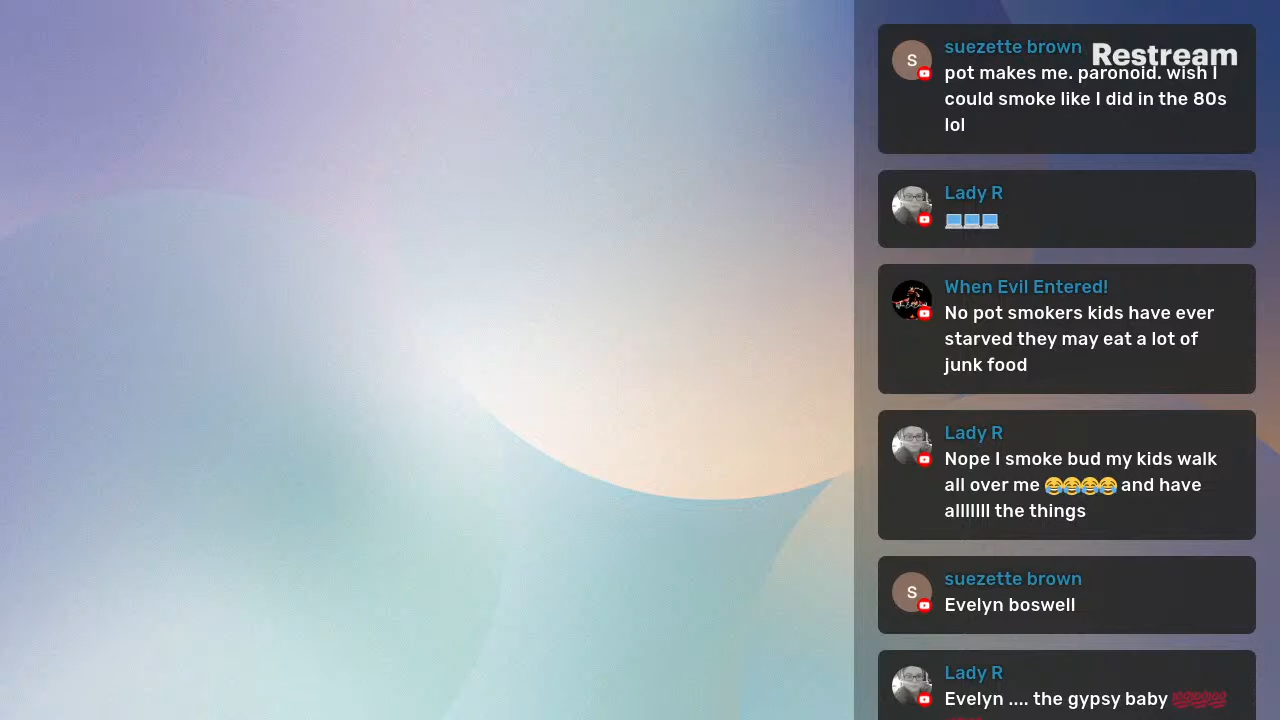 suezette brown
Restream
pot makes me. paronoid. wish I
could smoke like I did in the 80s
lol
Lady R
💻💻💻
When Evil Entered!
No pot smokers kids have ever
starved they may eat a lot of
junk food
Lady R
Nope I smoke bud my kids walk
all over me 😂😂😂😂 and have
alllllll the things
suezette brown
Evelyn boswell
Lady R
Evelyn .... the gypsy baby 💯💯💯